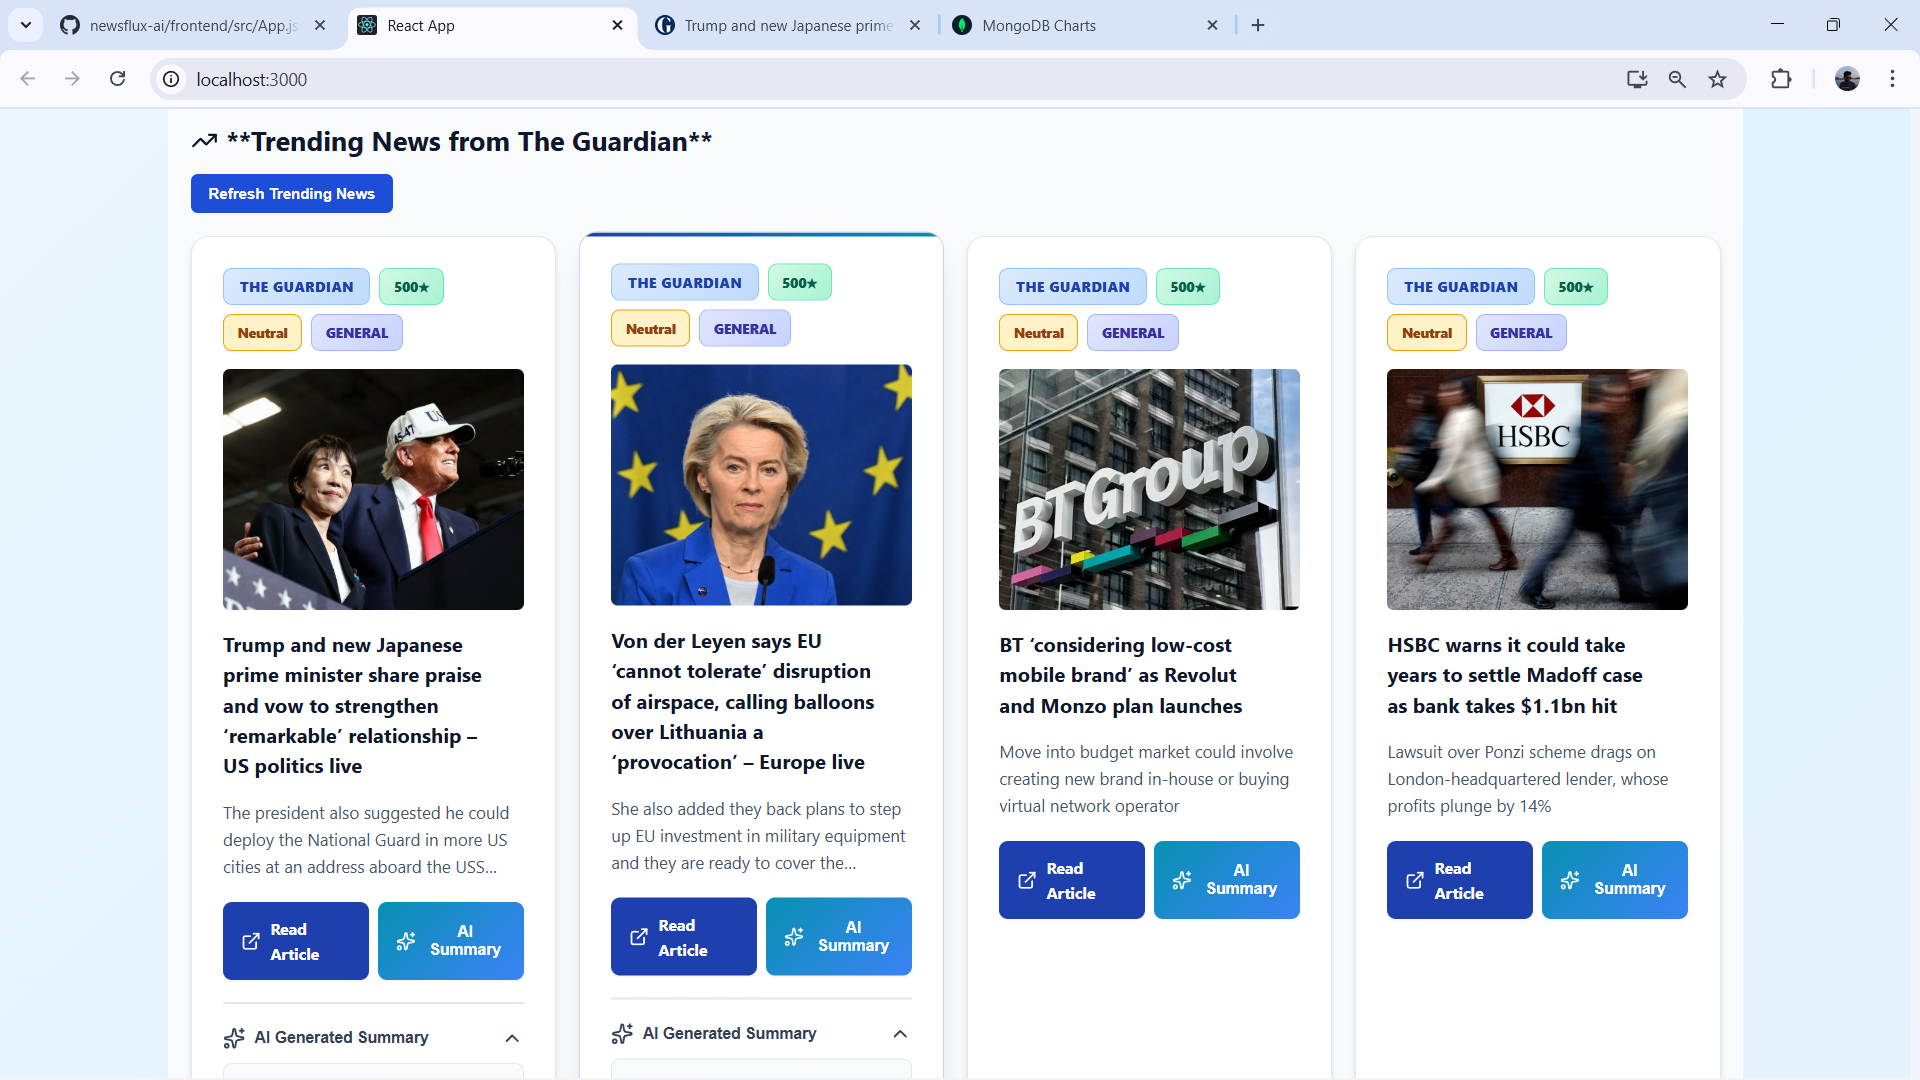 newsflux-ai/frontend/src/App.js
React App
Trump and new Japanese prime
MongoDB Charts
localhost:3000
**Trending News from The Guardian**
Refresh Trending News
THE GUARDIAN
500★
Neutral
GENERAL
US
45-47
Trump and new Japanese
prime minister share praise
and vow to strengthen
‘remarkable’ relationship –
US politics live
The president also suggested he could
deploy the National Guard in more US
cities at an address aboard the USS...
Read
Article
AI
Summary
AI Generated Summary
THE GUARDIAN
500★
Neutral
GENERAL
Von der Leyen says EU
‘cannot tolerate’ disruption
of airspace, calling balloons
over Lithuania a
‘provocation’ – Europe live
She also added they back plans to step
up EU investment in military equipment
and they are ready to cover the...
Read
Article
AI
Summary
AI Generated Summary
THE GUARDIAN
500★
Neutral
GENERAL
BTGroup
BT ‘considering low-cost
mobile brand’ as Revolut
and Monzo plan launches
Move into budget market could involve
creating new brand in-house or buying
virtual network operator
Read
Article
AI
Summary
THE GUARDIAN
500★
Neutral
GENERAL
HSBC
HSBC warns it could take
years to settle Madoff case
as bank takes $1.1bn hit
Lawsuit over Ponzi scheme drags on
London-headquartered lender, whose
profits plunge by 14%
Read
Article
AI
Summary